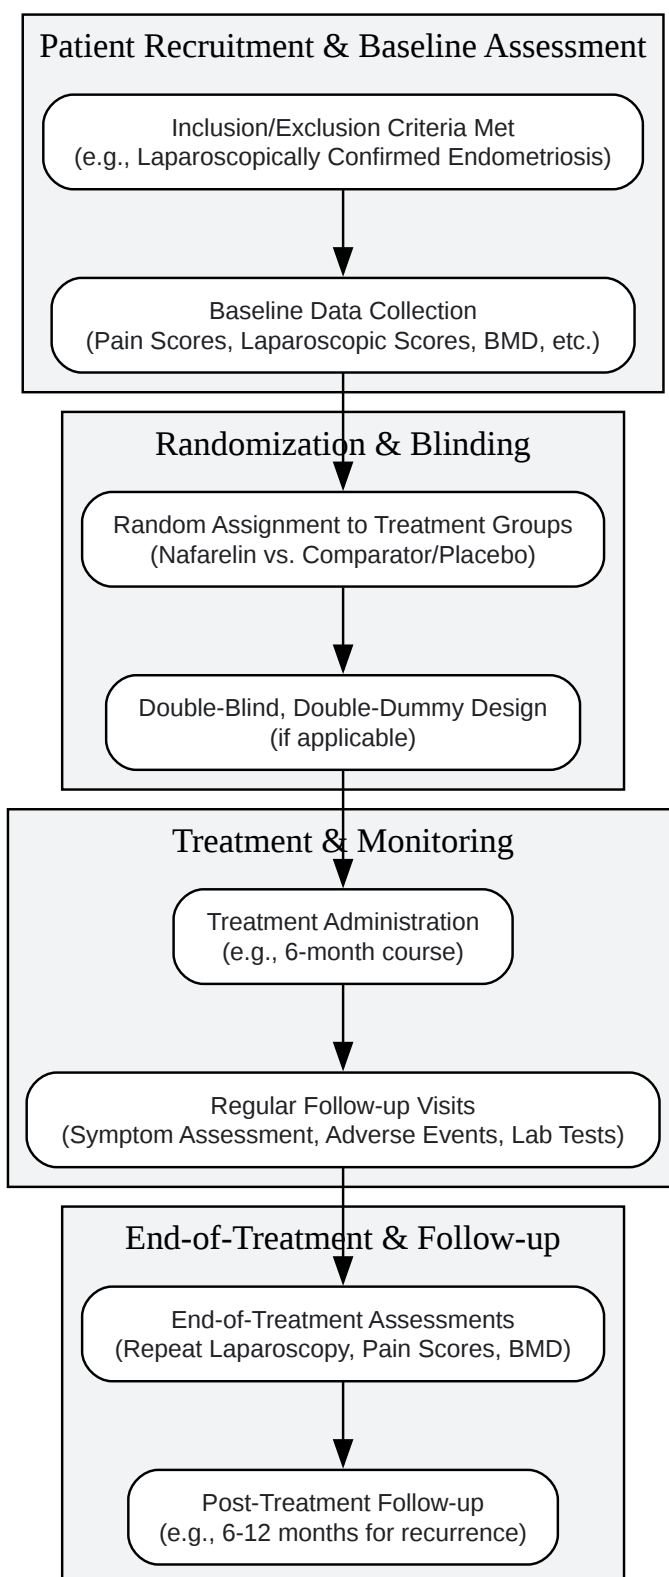 Patient Recruitment & Baseline Assessment
Inclusion/Exclusion Criteria Met
(e.g., Laparoscopically Confirmed Endometriosis)
Baseline Data Collection
(Pain Scores, Laparoscopic Scores, BMD, etc.)
Randomization & Blinding
Random Assignment to Treatment Groups
(Nafarelin vs. Comparator/Placebo)
Double-Blind, Double-Dummy Design
(if applicable)
Treatment & Monitoring
Treatment Administration
(e.g., 6-month course)
Regular Follow-up Visits
(Symptom Assessment, Adverse Events, Lab Tests)
End-of-Treatment & Follow-up
End-of-Treatment Assessments
(Repeat Laparoscopy, Pain Scores, BMD)
Post-Treatment Follow-up
(e.g., 6-12 months for recurrence)